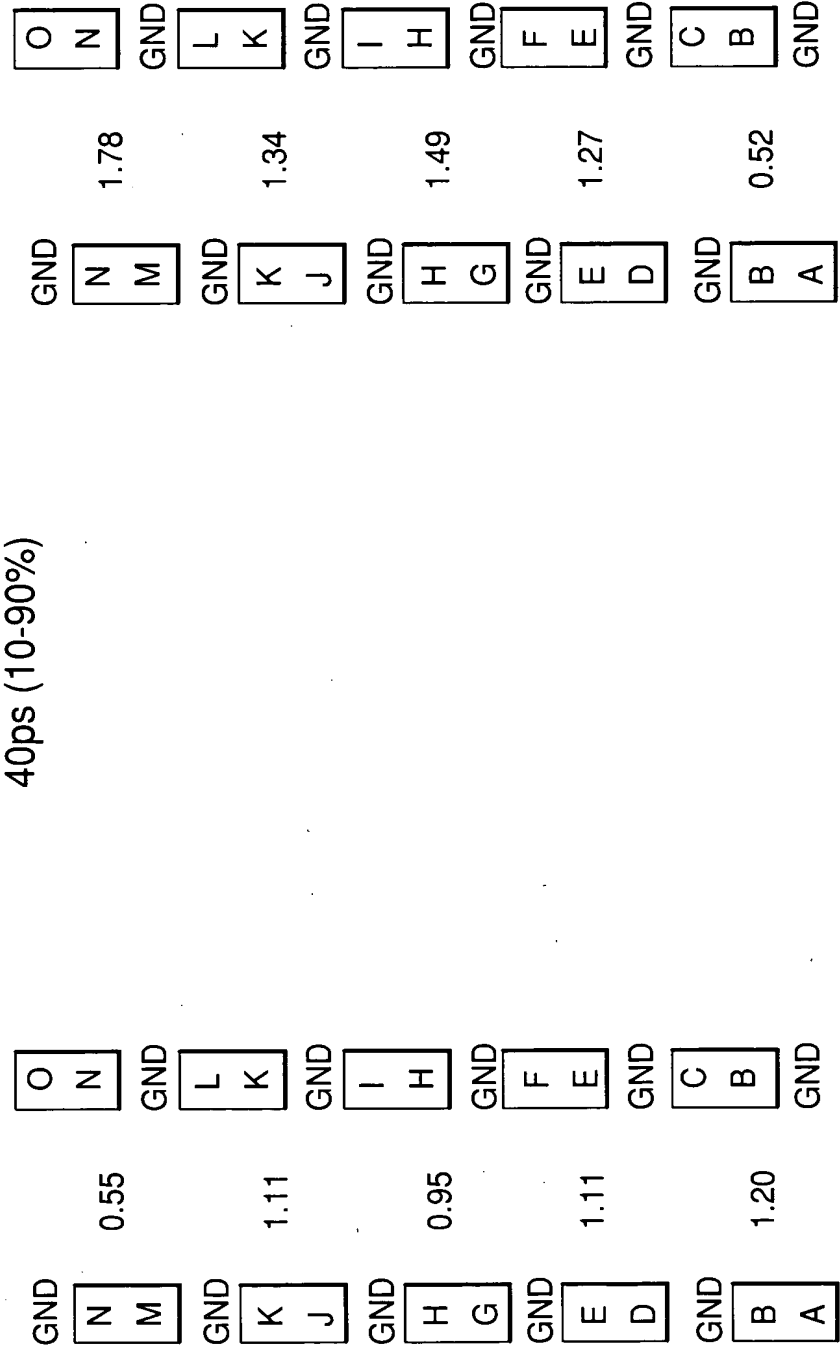 40ps (10-90%)
GND O GND O
N 0.55 N N 1.78 N
M GND M GND
GND L GND L
K 1.11 K K 1.34 K
J GND J GND
GND I GND I
H 0.95 H H 1.49 H
G GND G GND
GND F GND F
E 1.11 E E 1.27 E
D GND D GND
GND C GND C
B 1.20 B B 0.52 B
A GND A GND